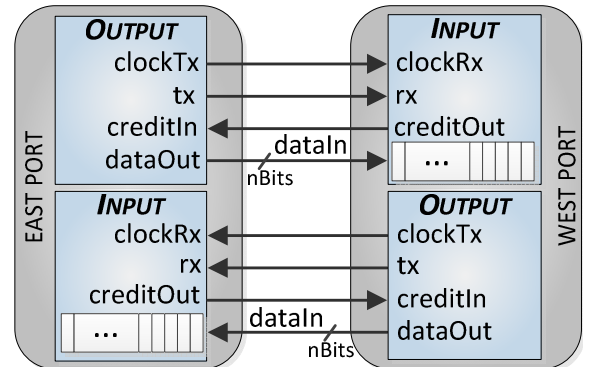 EAST PORT
OUTPUT
clockTx
tx
creditIn
dataOut
dataIn
nBits
INPUT
clockRx
rx
creditOut
...
WEST PORT
INPUT
clockRx
rx
creditOut
...
dataIn
nBits
OUTPUT
clockTx
tx
creditIn
dataOut